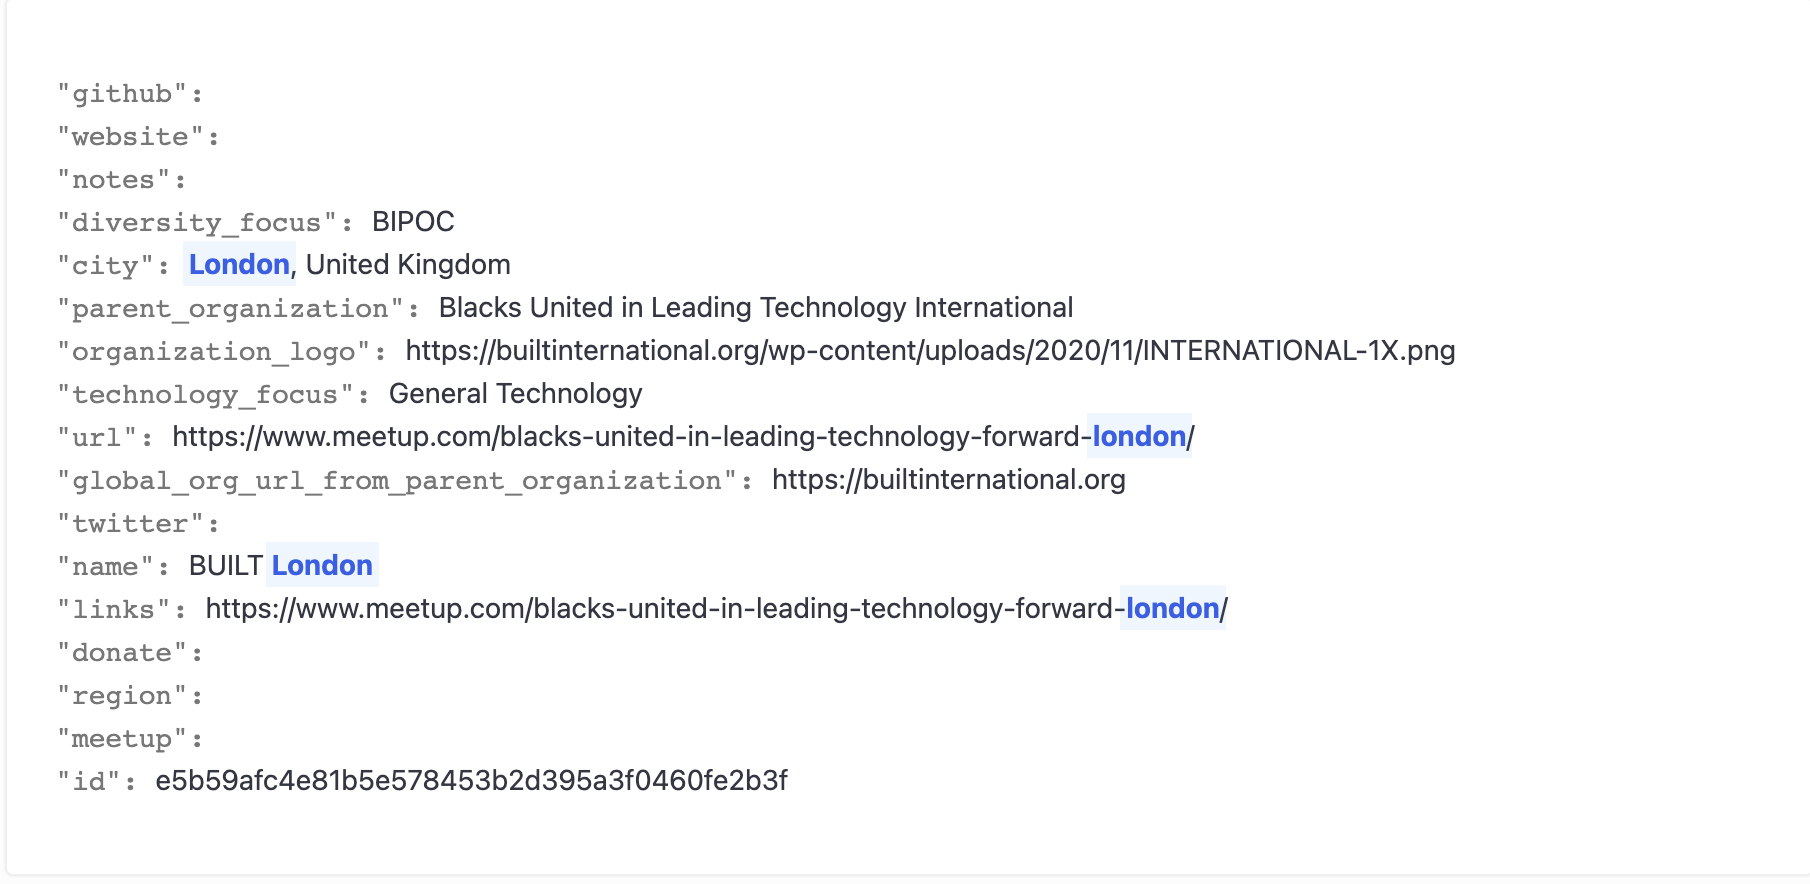 "github":
"website":
"notes":
"diversity_focus": BIPOC
"city": London, United Kingdom
"parent_organization": Blacks United in Leading Technology International
"organization_logo": https://builtinternational.org/wp-content/uploads/2020/11/INTERNATIONAL-1X.png
"technology_focus": General Technology
"url": https://www.meetup.com/blacks-united-in-leading-technology-forward-london/
"global_org_url_from_parent_organization": https://builtinternational.org
"twitter":
"name": BUILT London
"links": https://www.meetup.com/blacks-united-in-leading-technology-forward-london/
"donate":
"region":
"meetup":
"id": e5b59afc4e81b5e578453b2d395a3f0460fe2b3f